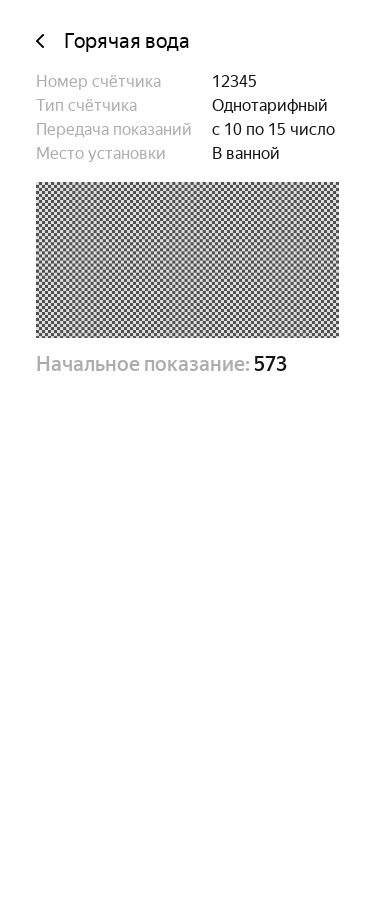 Горячая вода
Номер счётчика 12345
Тип счётчика Однотарифный
Передача показаний с 10 по 15 число
Место установки В ванной
Начальное показание: 573